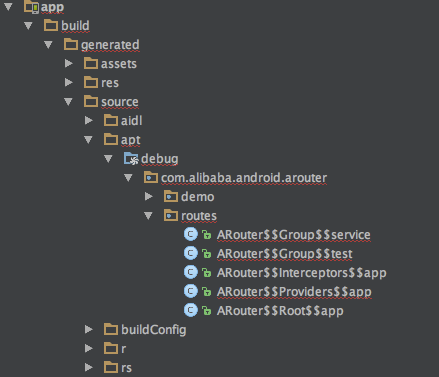 app
build
generated
assets
res
source
aidl
apt
debug
com.alibaba.android.arouter
demo
routes
ARouter$$Group$$service
ARouter$$Group$$test
ARouter$$Interceptors$$app
ARouter$$Providers$$app
ARouter$$Root$$app
buildConfig
r
rs